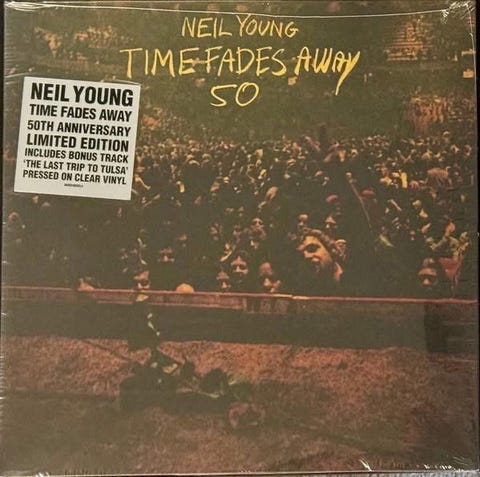 NEIL YOUNG
TIME FADES AWAY
50
NEIL YOUNG
TIME FADES AWAY
50TH ANNIVERSARY
LIMITED EDITION
INCLUDES BONUS TRACK
'THE LAST TRIP TO TULSA'
PRESSED ON CLEAR VINYL